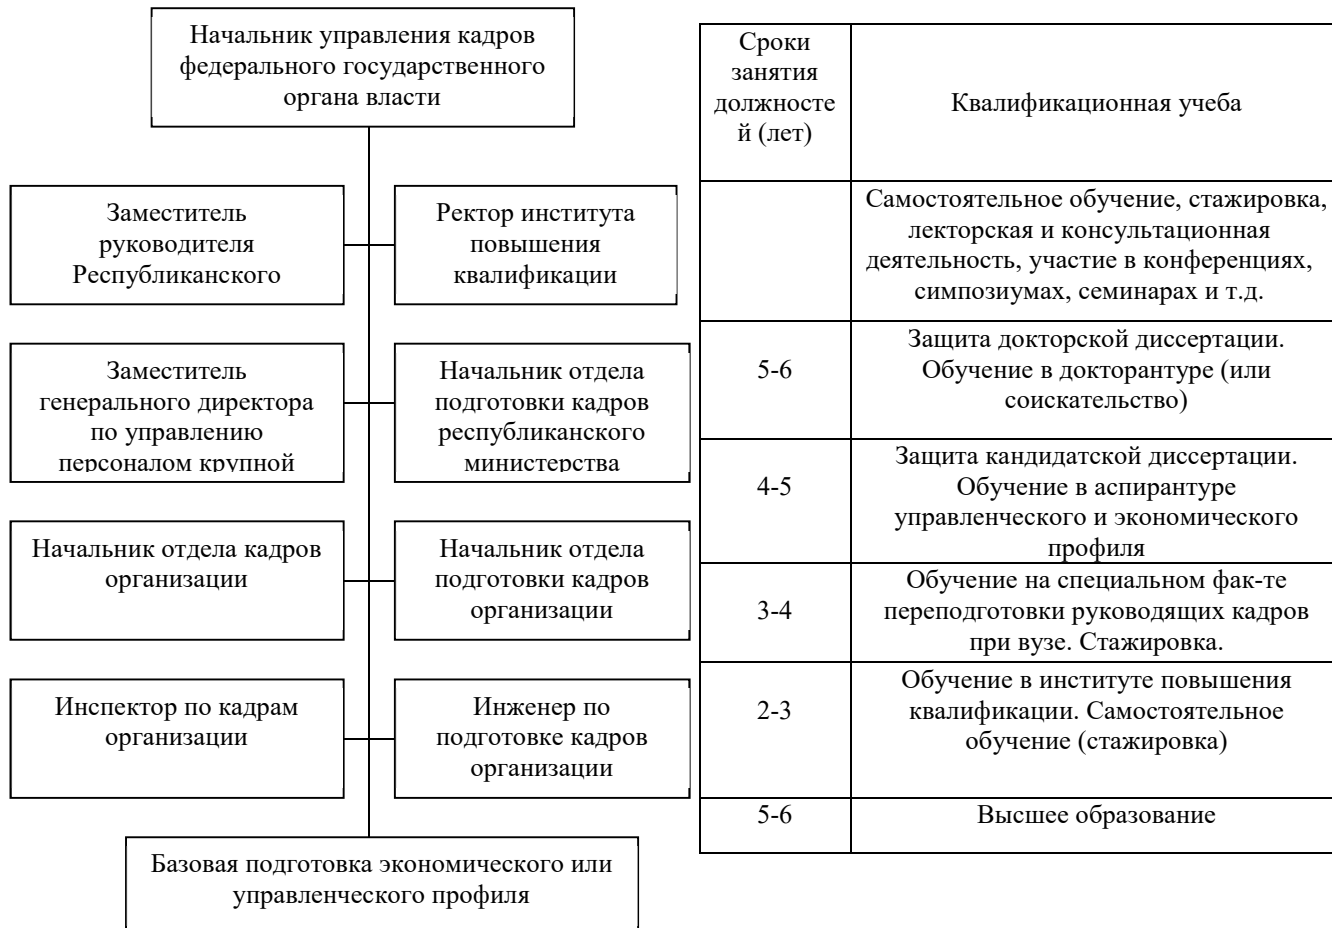 Начальник управления кадров
федерального государственного
органа власти
Заместитель
руководителя
Республиканского
Ректор института
повышения
квалификации
Заместитель
генерального директора
по управлению
персоналом крупной
Начальник отдела
подготовки кадров
республиканского
министерства
Начальник отдела кадров
организации
Начальник отдела
подготовки кадров
организации
Инспектор по кадрам
организации
Инженер по
подготовке кадров
организации
Базовая подготовка экономического или
управленческого профиля
Сроки
занятия
должносте
й (лет)
Квалификационная учеба
Самостоятельное обучение, стажировка,
лекторская и консультационная
деятельность, участие в конференциях,
симпозиумах, семинарах и т.д.
5-6
Защита докторской диссертации.
Обучение в докторантуре (или
соискательство)
4-5
Защита кандидатской диссертации.
Обучение в аспирантуре
управленческого и экономического
профиля
3-4
Обучение на специальном фак-те
переподготовки руководящих кадров
при вузе. Стажировка.
2-3
Обучение в институте повышения
квалификации. Самостоятельное
обучение (стажировка)
5-6
Высшее образование